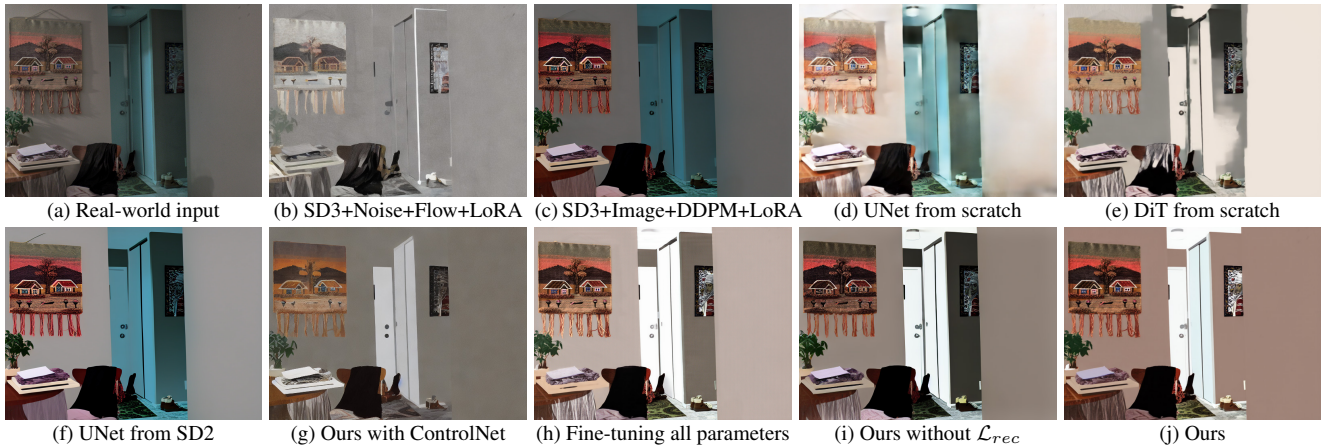 (a) Real-world input
(b) SD3+Noise+Flow+LoRA
(c) SD3+Image+DDPM+LoRA
(d) UNet from scratch
(e) DiT from scratch
(f) UNet from SD2
(g) Ours with ControlNet
(h) Fine-tuning all parameters
(i) Ours without ℒ_rec
(j) Ours